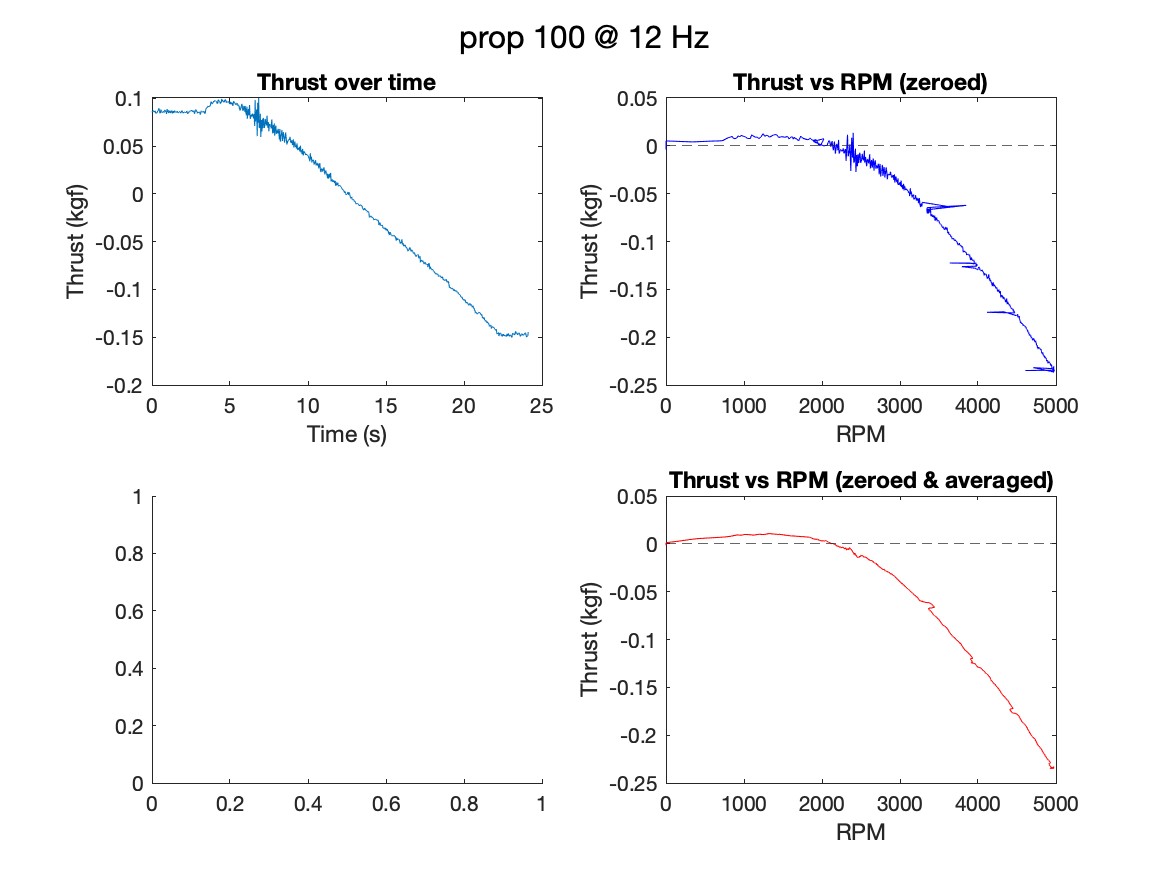 prop 100 @ 12 Hz
Thrust over time
Thrust (kgf)
0.1
0.05
0
-0.05
-0.1
-0.15
-0.2
0 5 10 15 20 25
Time (s)
Thrust vs RPM (zeroed)
Thrust (kgf)
0.05
0
-0.05
-0.1
-0.15
-0.2
-0.25
0 1000 2000 3000 4000 5000
RPM
1
0.8
0.6
0.4
0.2
0
0 0.2 0.4 0.6 0.8 1
Thrust vs RPM (zeroed & averaged)
Thrust (kgf)
0.05
0
-0.05
-0.1
-0.15
-0.2
-0.25
0 1000 2000 3000 4000 5000
RPM